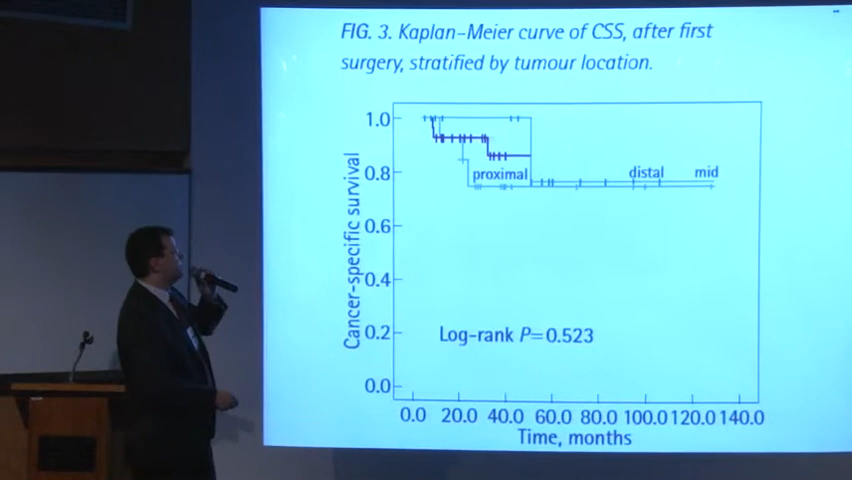 FIG. 3. Kaplan–Meier curve of CSS, after first
surgery, stratified by tumour location.
1.0
0.8
0.6
0.4
0.2
0.0
Cancer-specific survival
proximal
distal
mid
Log-rank P=0.523
0.0 20.0 40.0 60.0 80.0 100.0 120.0 140.0
Time, months